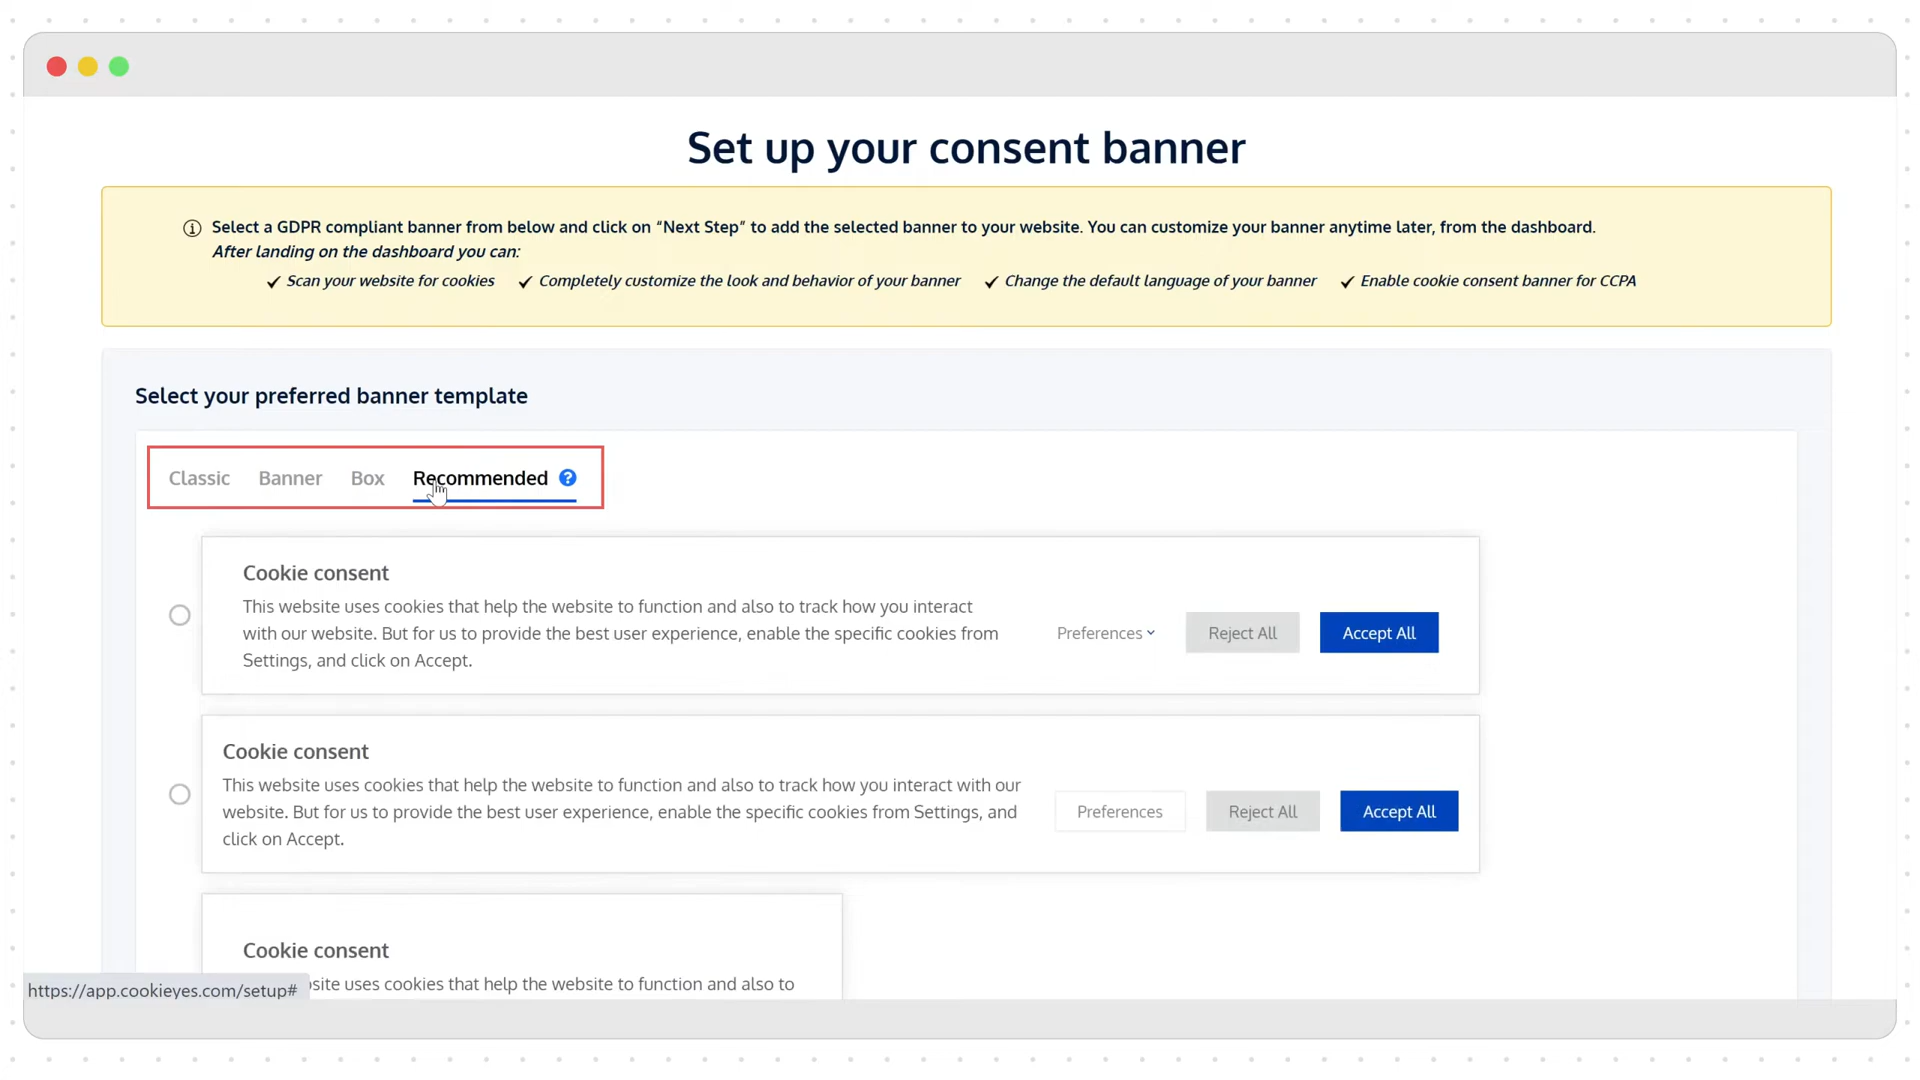 Set up your consent banner
Select a GDPR compliant banner from below and click on “Next Step” to add the selected banner to your website. You can customize your banner anytime later, from the dashboard.
After landing on the dashboard you can:
Scan your website for cookies Completely customize the look and behavior of your banner Change the default language of your banner Enable cookie consent banner for CCPA
Select your preferred banner template
Classic Banner Box Recommended ?
Cookie consent
This website uses cookies that help the website to function and also to track how you interact
with our website. But for us to provide the best user experience, enable the specific cookies from
Settings, and click on Accept.
Preferences Reject All Accept All
Cookie consent
This website uses cookies that help the website to function and also to track how you interact with our
website. But for us to provide the best user experience, enable the specific cookies from Settings, and
click on Accept.
Preferences Reject All Accept All
Cookie consent
site uses cookies that help the website to function and also to
https://app.cookieyes.com/setup#